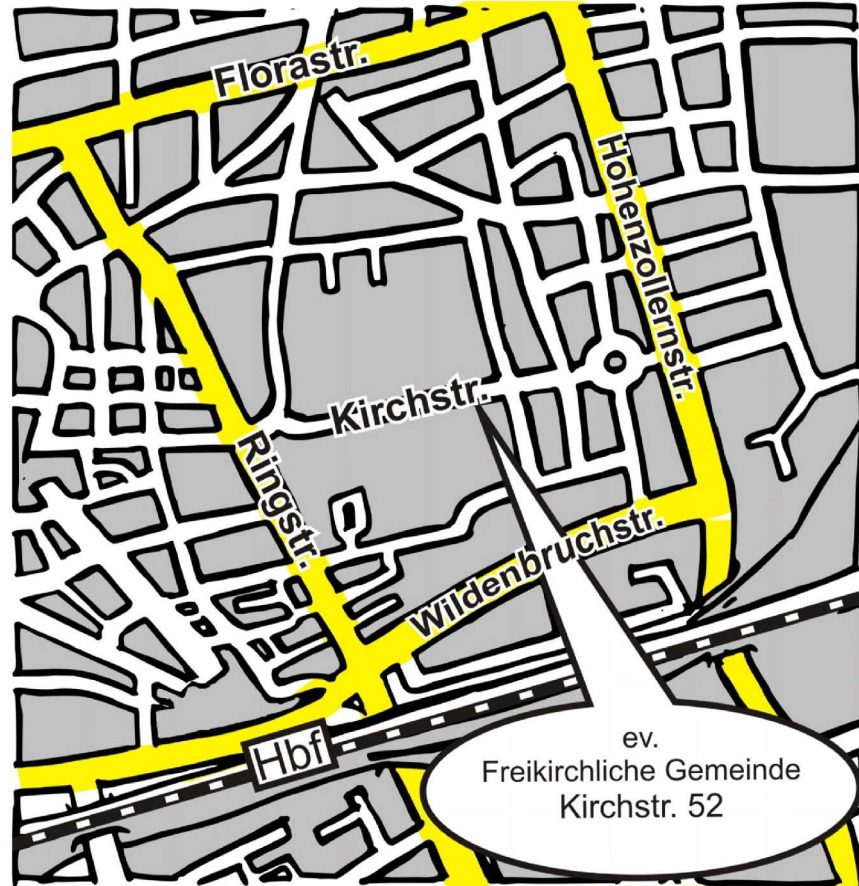 Florastr.
Hohenzollernstr.
Kirchstr.
Ringstr.
Wildenbruchstr.
Hbf
ev.
Freikirchliche Gemeinde
Kirchstr. 52